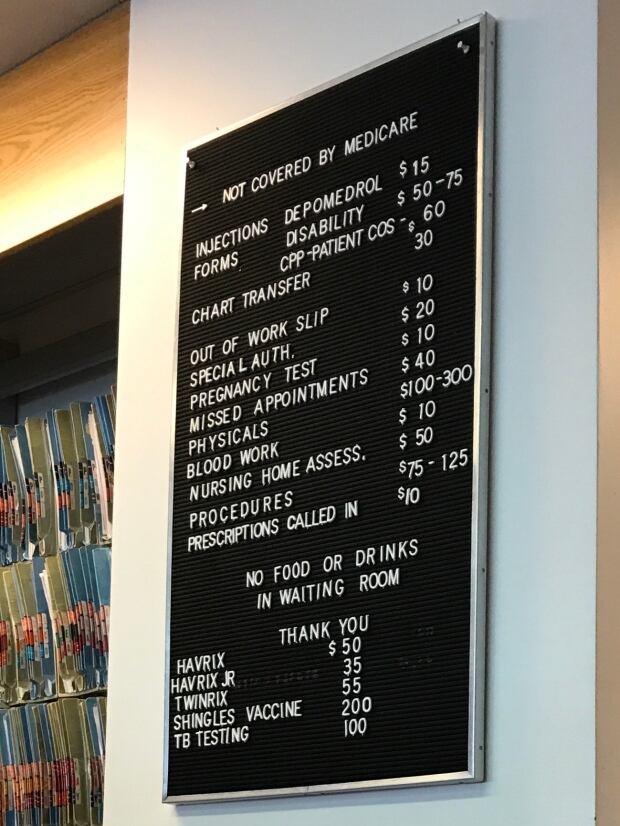 → NOT COVERED BY MEDICARE
INJECTIONS DEPOMEDROL $ 15
FORMS DISABILITY $ 50-75
CPP-PATIENT COS -$ 60
CHART TRANSFER 30
OUT OF WORK SLIP $ 10
SPECIAL AUTH. $ 20
PREGNANCY TEST $ 10
MISSED APPOINTMENTS $ 40
PHYSICALS $100-300
BLOOD WORK $ 10
NURSING HOME ASSESS. $ 50
PROCEDURES $75 - 125
PRESCRIPTIONS CALLED IN $10
NO FOOD OR DRINKS
IN WAITING ROOM
THANK YOU
HAVRIX $ 50
HAVRIX JR 35
TWINRIX 55
SHINGLES VACCINE 200
TB TESTING 100